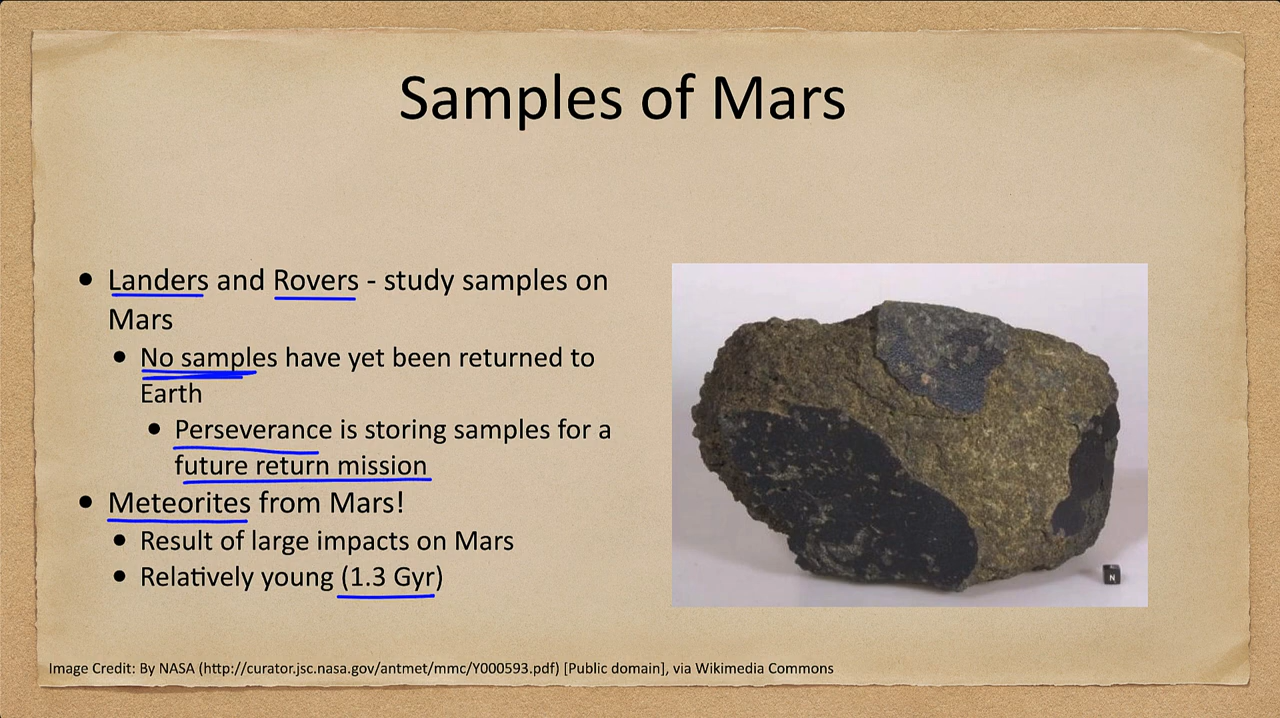 Samples of Mars
• Landers and Rovers - study samples on
Mars
• No samples have yet been returned to
Earth
• Perseverance is storing samples for a
future return mission
• Meteorites from Mars!
• Result of large impacts on Mars
• Relatively young (1.3 Gyr)
N
Image Credit: By NASA (http://curator.jsc.nasa.gov/antmet/mmc/Y000593.pdf) [Public domain], via Wikimedia Commons